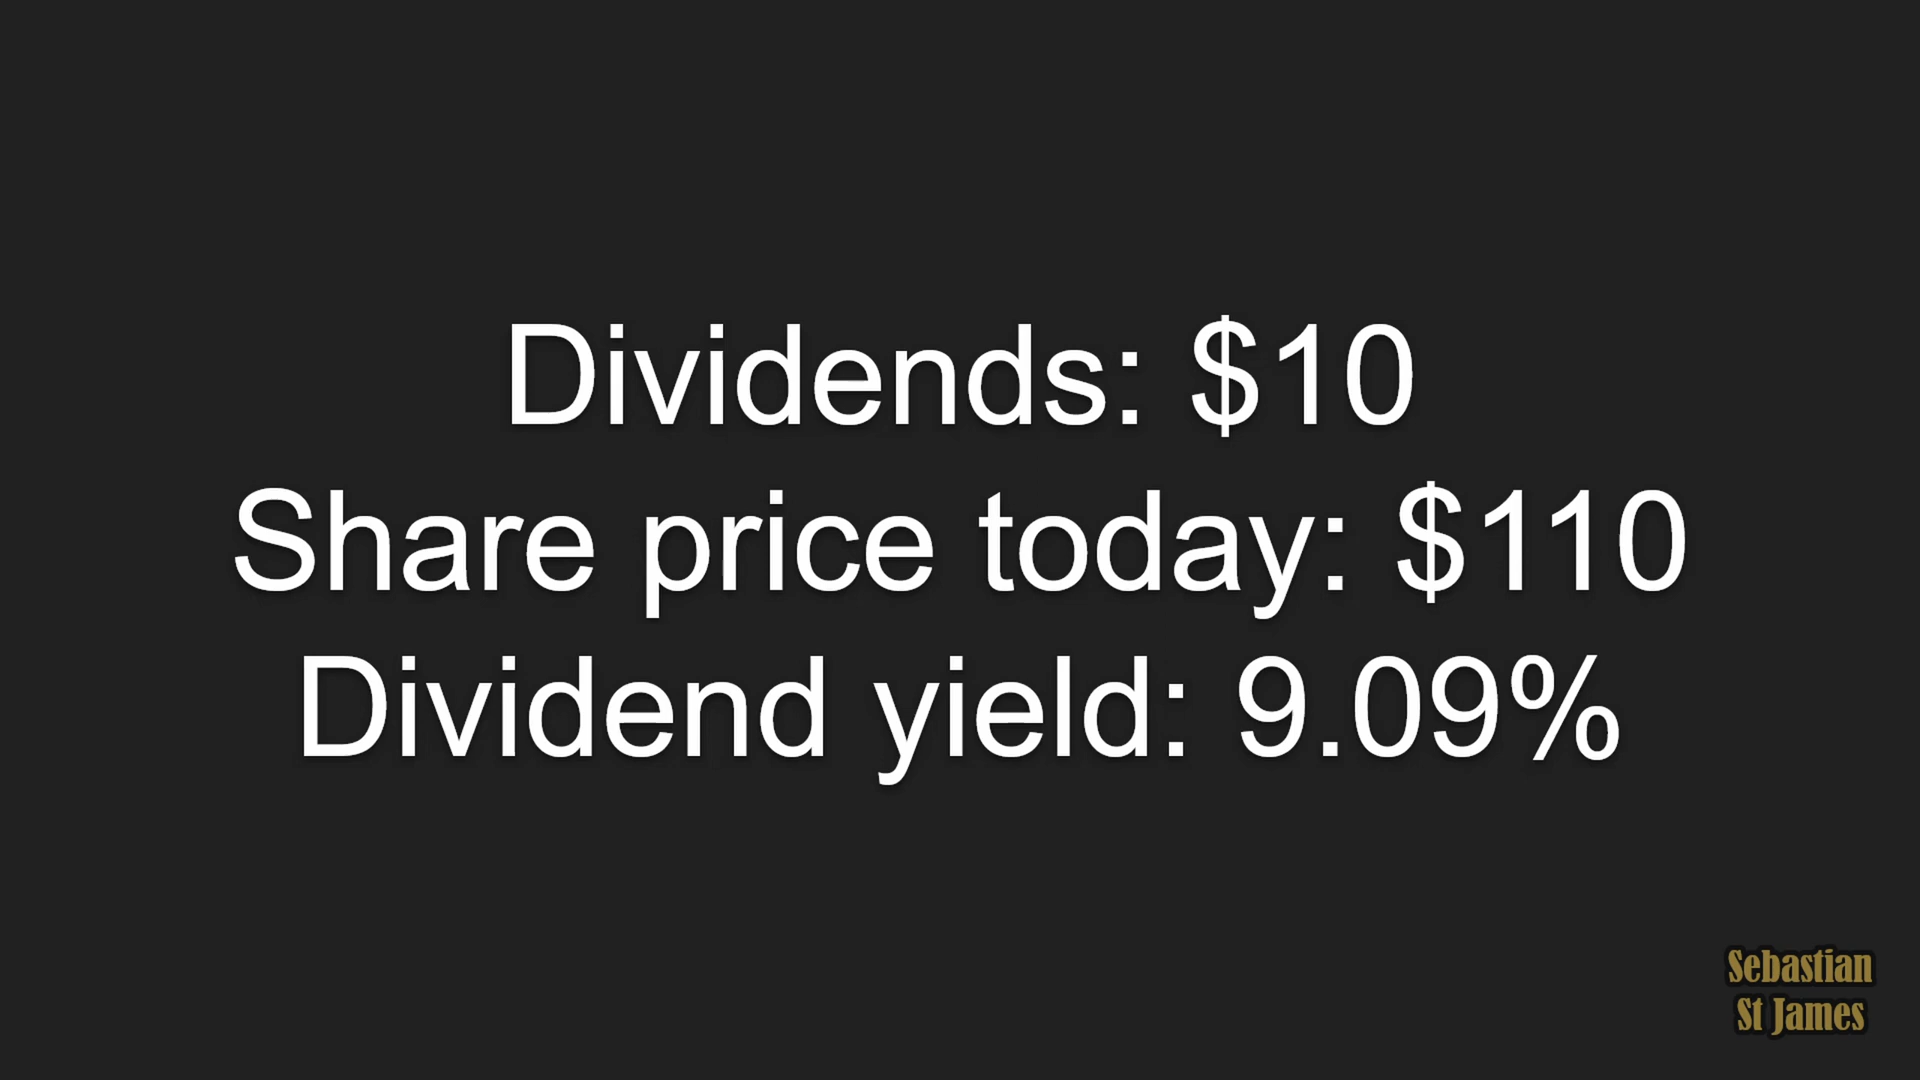 Dividends: $10
Share price today: $110
Dividend yield: 9.09%
Sebastian
St James